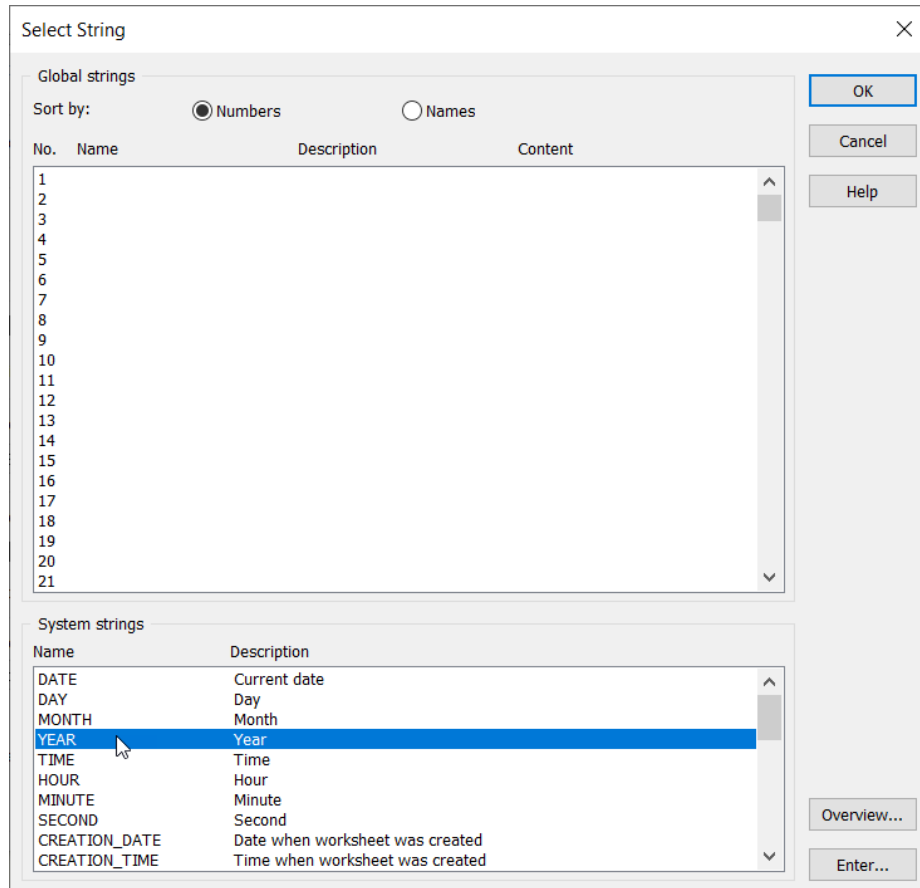 Select String
Global strings
OK
Sort by: Numbers Names
Cancel
No. Name Description Content
Help
1
2
3
4
5
6
7
8
9
10
11
12
13
14
15
16
17
18
19
20
21
System strings
Name Description
DATE Current date
DAY Day
MONTH Month
YEAR Year
TIME Time
HOUR Hour
MINUTE Minute
SECOND Second
Overview...
CREATION_DATE Date when worksheet was created
CREATION_TIME Time when worksheet was created
Enter...